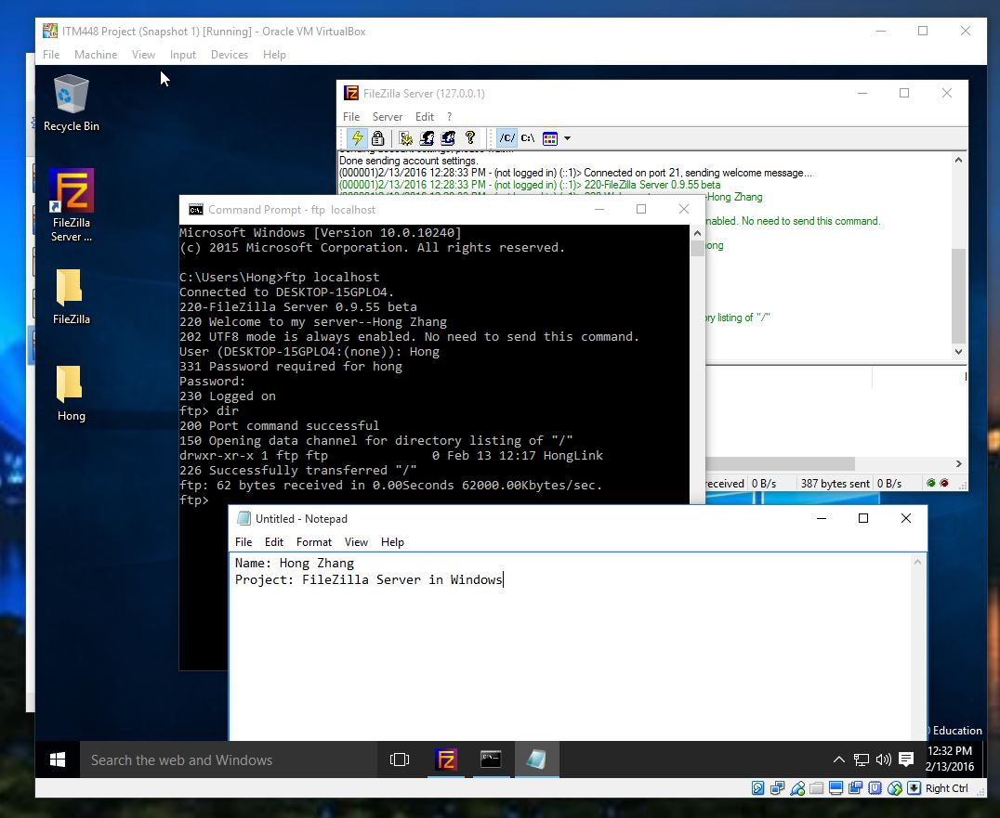 ITM448 Project (Snapshot 1) [Running] - Oracle VM VirtualBox
File Machine View Input Devices Help
Recycle Bin
FileZilla
Server ...
FileZilla
Hong
FileZilla Server (127.0.0.1)
File Server Edit ?
/C/ C:\
Done sending account settings.
(000001)2/13/2016 12:28:33 PM - (not logged in) (::1)> Connected on port 21, sending welcome message...
(000001)2/13/2016 12:28:33 PM - (not logged in) (::1)> 220-FileZilla Server 0.9.55 beta
-Hong Zhang
No need to send this command.
listing of "/"
received 0 B/s 387 bytes sent 0 B/s
Command Prompt - ftp localhost
Microsoft Windows [Version 10.0.10240]
(c) 2015 Microsoft Corporation. All rights reserved.
C:\Users\Hong>ftp localhost
Connected to DESKTOP-15GPLO4.
220-FileZilla Server 0.9.55 beta
220 Welcome to my server--Hong Zhang
202 UTF8 mode is always enabled. No need to send this command.
User (DESKTOP-15GPLO4:(none)): Hong
331 Password required for hong
Password:
230 Logged on
ftp> dir
200 Port command successful
150 Opening data channel for directory listing of "/"
drwxr-xr-x 1 ftp ftp 0 Feb 13 12:17 HongLink
226 Successfully transferred "/"
ftp: 62 bytes received in 0.00Seconds 62000.00Kbytes/sec.
ftp>
Untitled - Notepad
File Edit Format View Help
Name: Hong Zhang
Project: FileZilla Server in Windows
Education
Search the web and Windows
12:32 PM
2/13/2016
Right Ctrl